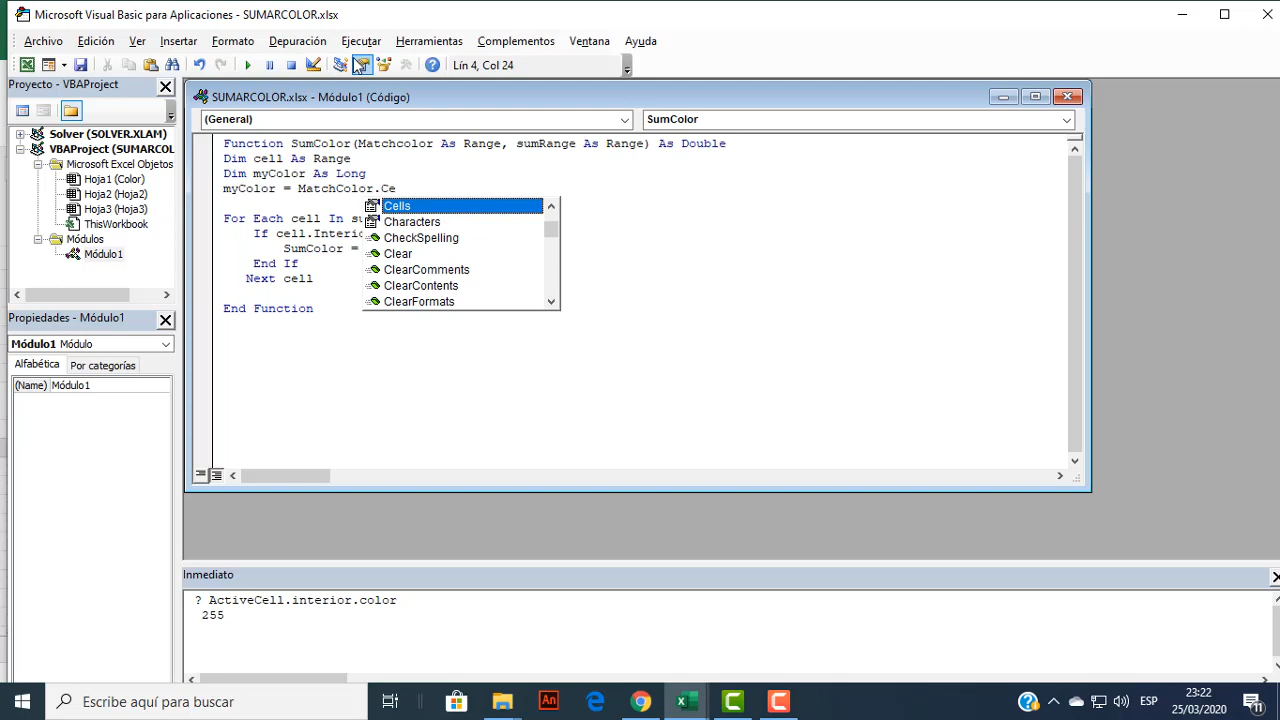 Microsoft Visual Basic para Aplicaciones - SUMARCOLOR.xlsx
Archivo Edición Ver Insertar Formato Depuración Ejecutar Herramientas Complementos Ventana Ayuda
Lín 4, Col 24
Proyecto - VBAProject
Solver (SOLVER.XLAM)
VBAProject (SUMARCOL
Microsoft Excel Objetos
Hoja1 (Color)
Hoja2 (Hoja2)
Hoja3 (Hoja3)
ThisWorkbook
Módulos
Módulo1
Propiedades - Módulo1
Módulo1 Módulo
Alfabética Por categorías
(Name) Módulo1
SUMARCOLOR.xlsx - Módulo1 (Código)
(General) SumColor
Function SumColor(Matchcolor As Range, sumRange As Range) As Double
Dim cell As Range
Dim myColor As Long
myColor = MatchColor.Ce
For Each cell In su
If cell.Interio
SumColor =
End If
Next cell
End Function
Cells
Characters
CheckSpelling
Clear
ClearComments
ClearContents
ClearFormats
Inmediato
? ActiveCell.interior.color
255
Escribe aquí para buscar
An
ESP
23:22
25/03/2020
11